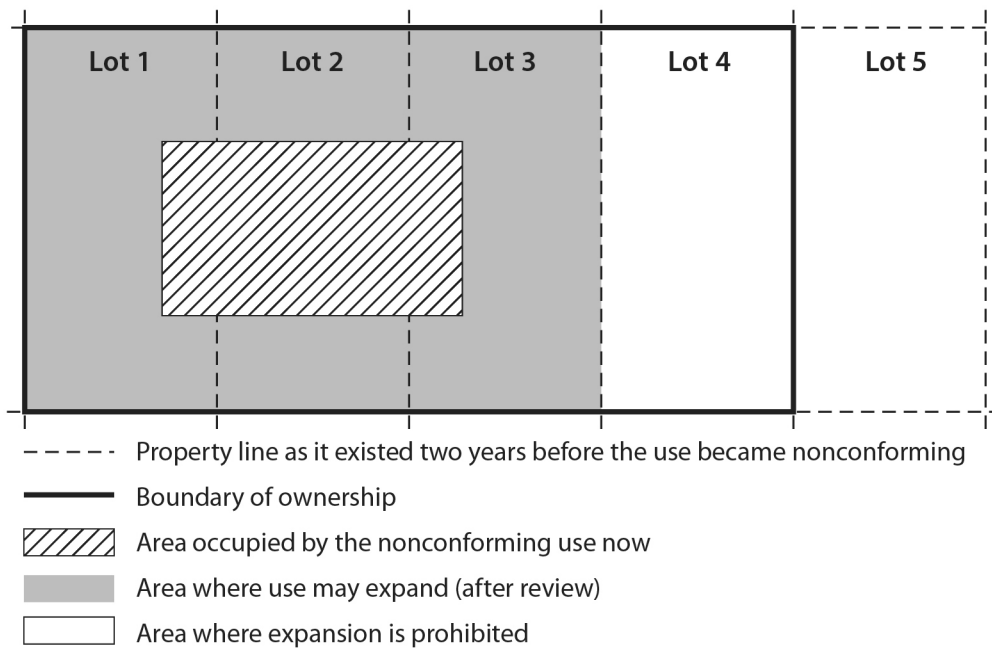 Lot 1 Lot 2 Lot 3 Lot 4 Lot 5
Property line as it existed two years before the use became nonconforming
Boundary of ownership
Area occupied by the nonconforming use now
Area where use may expand (after review)
Area where expansion is prohibited